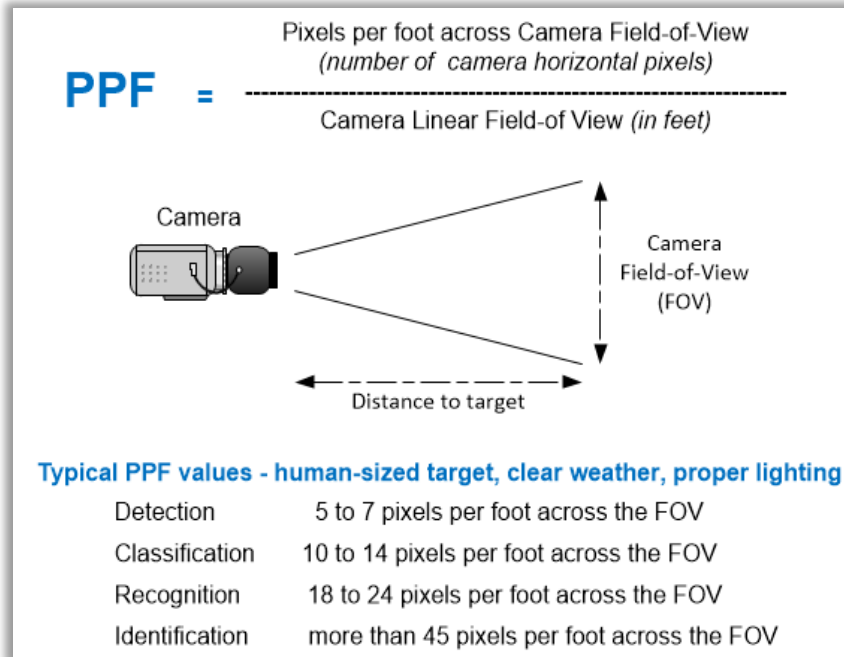 Pixels per foot across Camera Field-of-View
(number of camera horizontal pixels)
PPF =
Camera Linear Field-of View (in feet)
Camera
Camera
Field-of-View
(FOV)
Distance to target
Typical PPF values - human-sized target, clear weather, proper lighting
Detection 5 to 7 pixels per foot across the FOV
Classification 10 to 14 pixels per foot across the FOV
Recognition 18 to 24 pixels per foot across the FOV
Identification more than 45 pixels per foot across the FOV